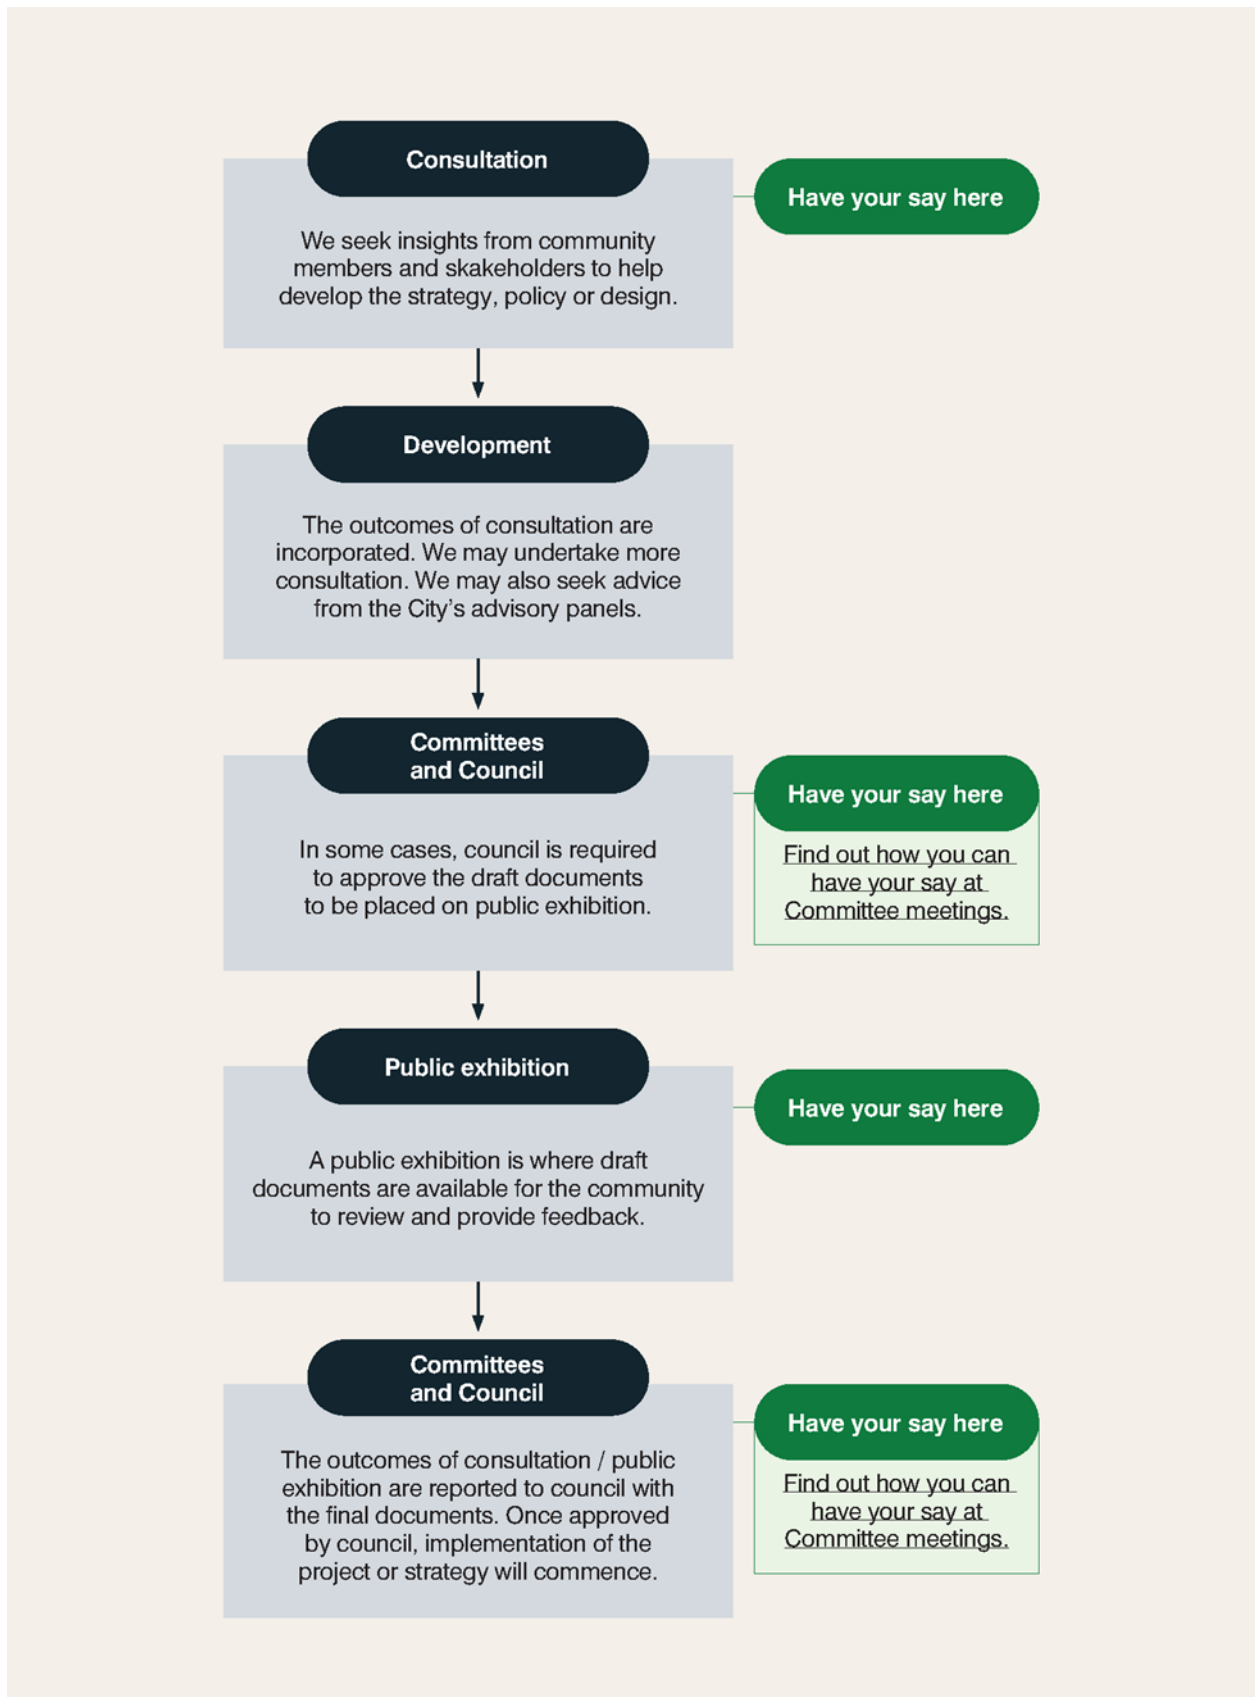 Consultation
Have your say here
We seek insights from community
members and skakeholders to help
develop the strategy, policy or design.
Development
The outcomes of consultation are
incorporated. We may undertake more
consultation. We may also seek advice
from the City's advisory panels.
Committees
and Council
Have your say here
In some cases, council is required
to approve the draft documents
to be placed on public exhibition.
Find out how you can
have your say at
Committee meetings.
Public exhibition
Have your say here
A public exhibition is where draft
documents are available for the community
to review and provide feedback.
Committees
and Council
Have your say here
The outcomes of consultation / public
exhibition are reported to council with
the final documents. Once approved
by council, implementation of the
project or strategy will commence.
Find out how you can
have your say at
Committee meetings.